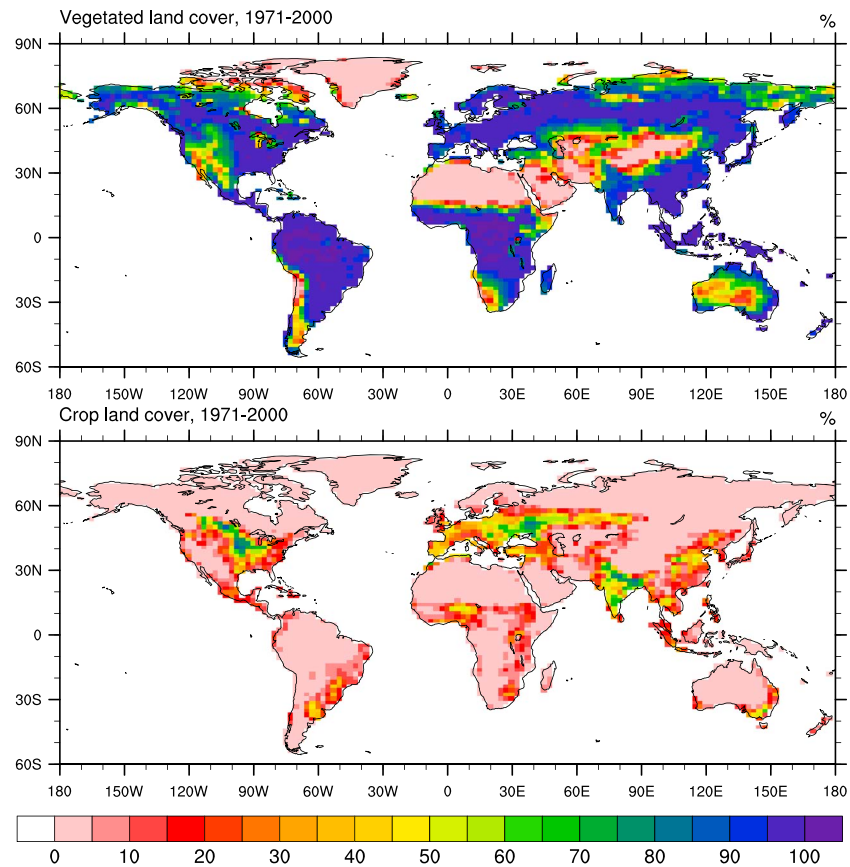 Vegetated land cover, 1971-2000 %
90N
60N
30N
0
30S
60S
180 150W 120W 90W 60W 30W 0 30E 60E 90E 120E 150E 180
Crop land cover, 1971-2000 %
90N
60N
30N
0
30S
60S
180 150W 120W 90W 60W 30W 0 30E 60E 90E 120E 150E 180
0 10 20 30 40 50 60 70 80 90 100